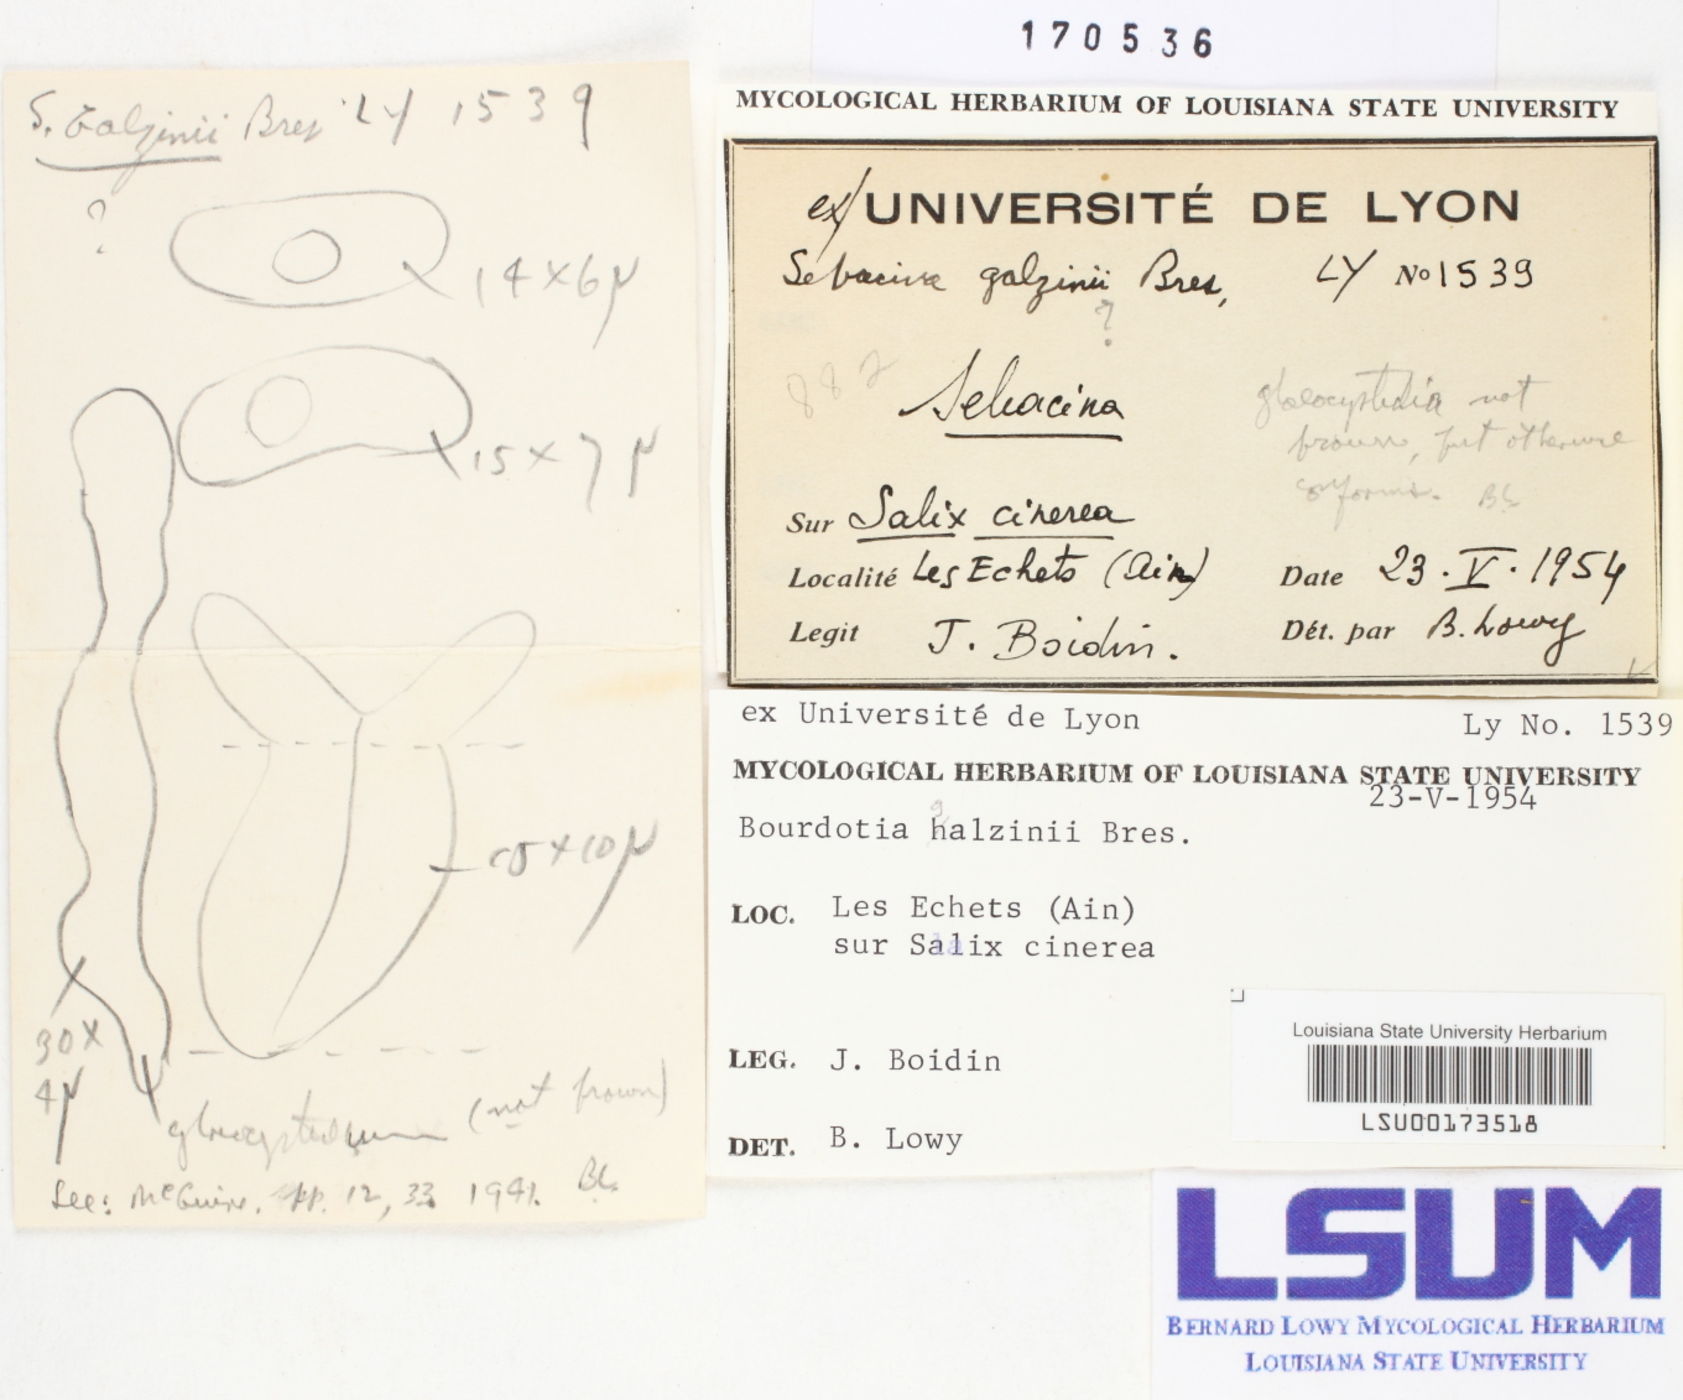 170536
S. Galzinii Bres LY 1539
?
14 X 6 µ
15 X 7 µ
15 X 10 µ
30 X
4 µ
gloeocystidium (not brown)
See: McGuire, pp. 12, 33 1941. BL
MYCOLOGICAL HERBARIUM OF LOUISIANA STATE UNIVERSITY
ex UNIVERSITÉ DE LYON
Sebacina galzinii Bres, LY No 1539
?
882
Sebacina
gloeocystidia not
brown, but otherwise
conforms. BL
Sur Salix cinerea
Localité Les Echets (Ain) Date 23.V.1954
Legit J. Boidin. Dét. par B. Lowy
ex Université de Lyon Ly No. 1539
MYCOLOGICAL HERBARIUM OF LOUISIANA STATE UNIVERSITY
23-V-1954
g
Bourdotia halzinii Bres.
LOC. Les Echets (Ain)
sur Salix cinerea
LEG. J. Boidin
DET. B. Lowy
Louisiana State University Herbarium
LSU00173518
LSUM
BERNARD LOWY MYCOLOGICAL HERBARIUM
LOUISIANA STATE UNIVERSITY